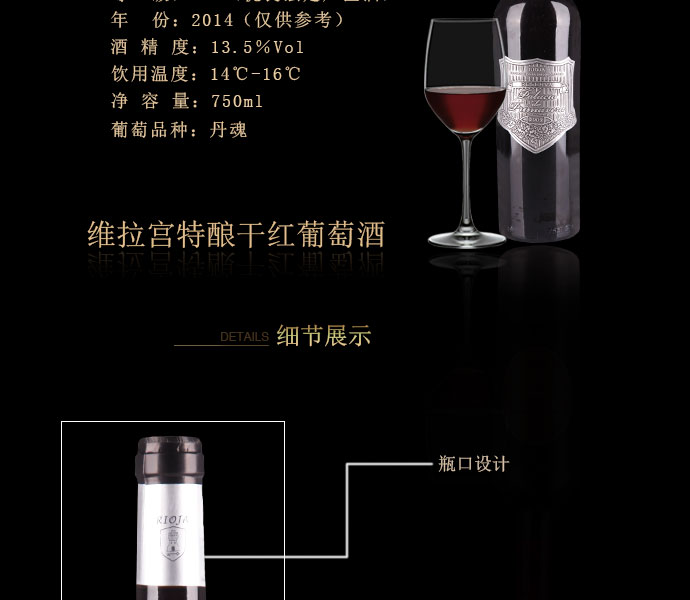 年 份：2014（仅供参考）
酒 精 度：13.5%Vol
饮用温度：14℃-16℃
净 容 量：750ml
葡萄品种：丹魂
维拉宫特酿干红葡萄酒
DETAILS 细节展示
瓶口设计
RIOJA